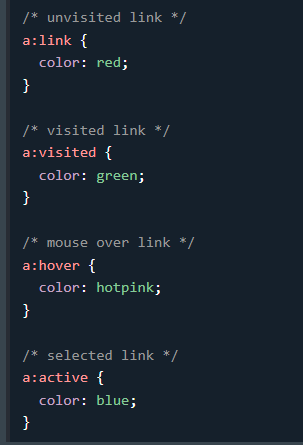 /* unvisited link */
a:link {
  color: red;
}

/* visited link */
a:visited {
  color: green;
}

/* mouse over link */
a:hover {
  color: hotpink;
}

/* selected link */
a:active {
  color: blue;
}